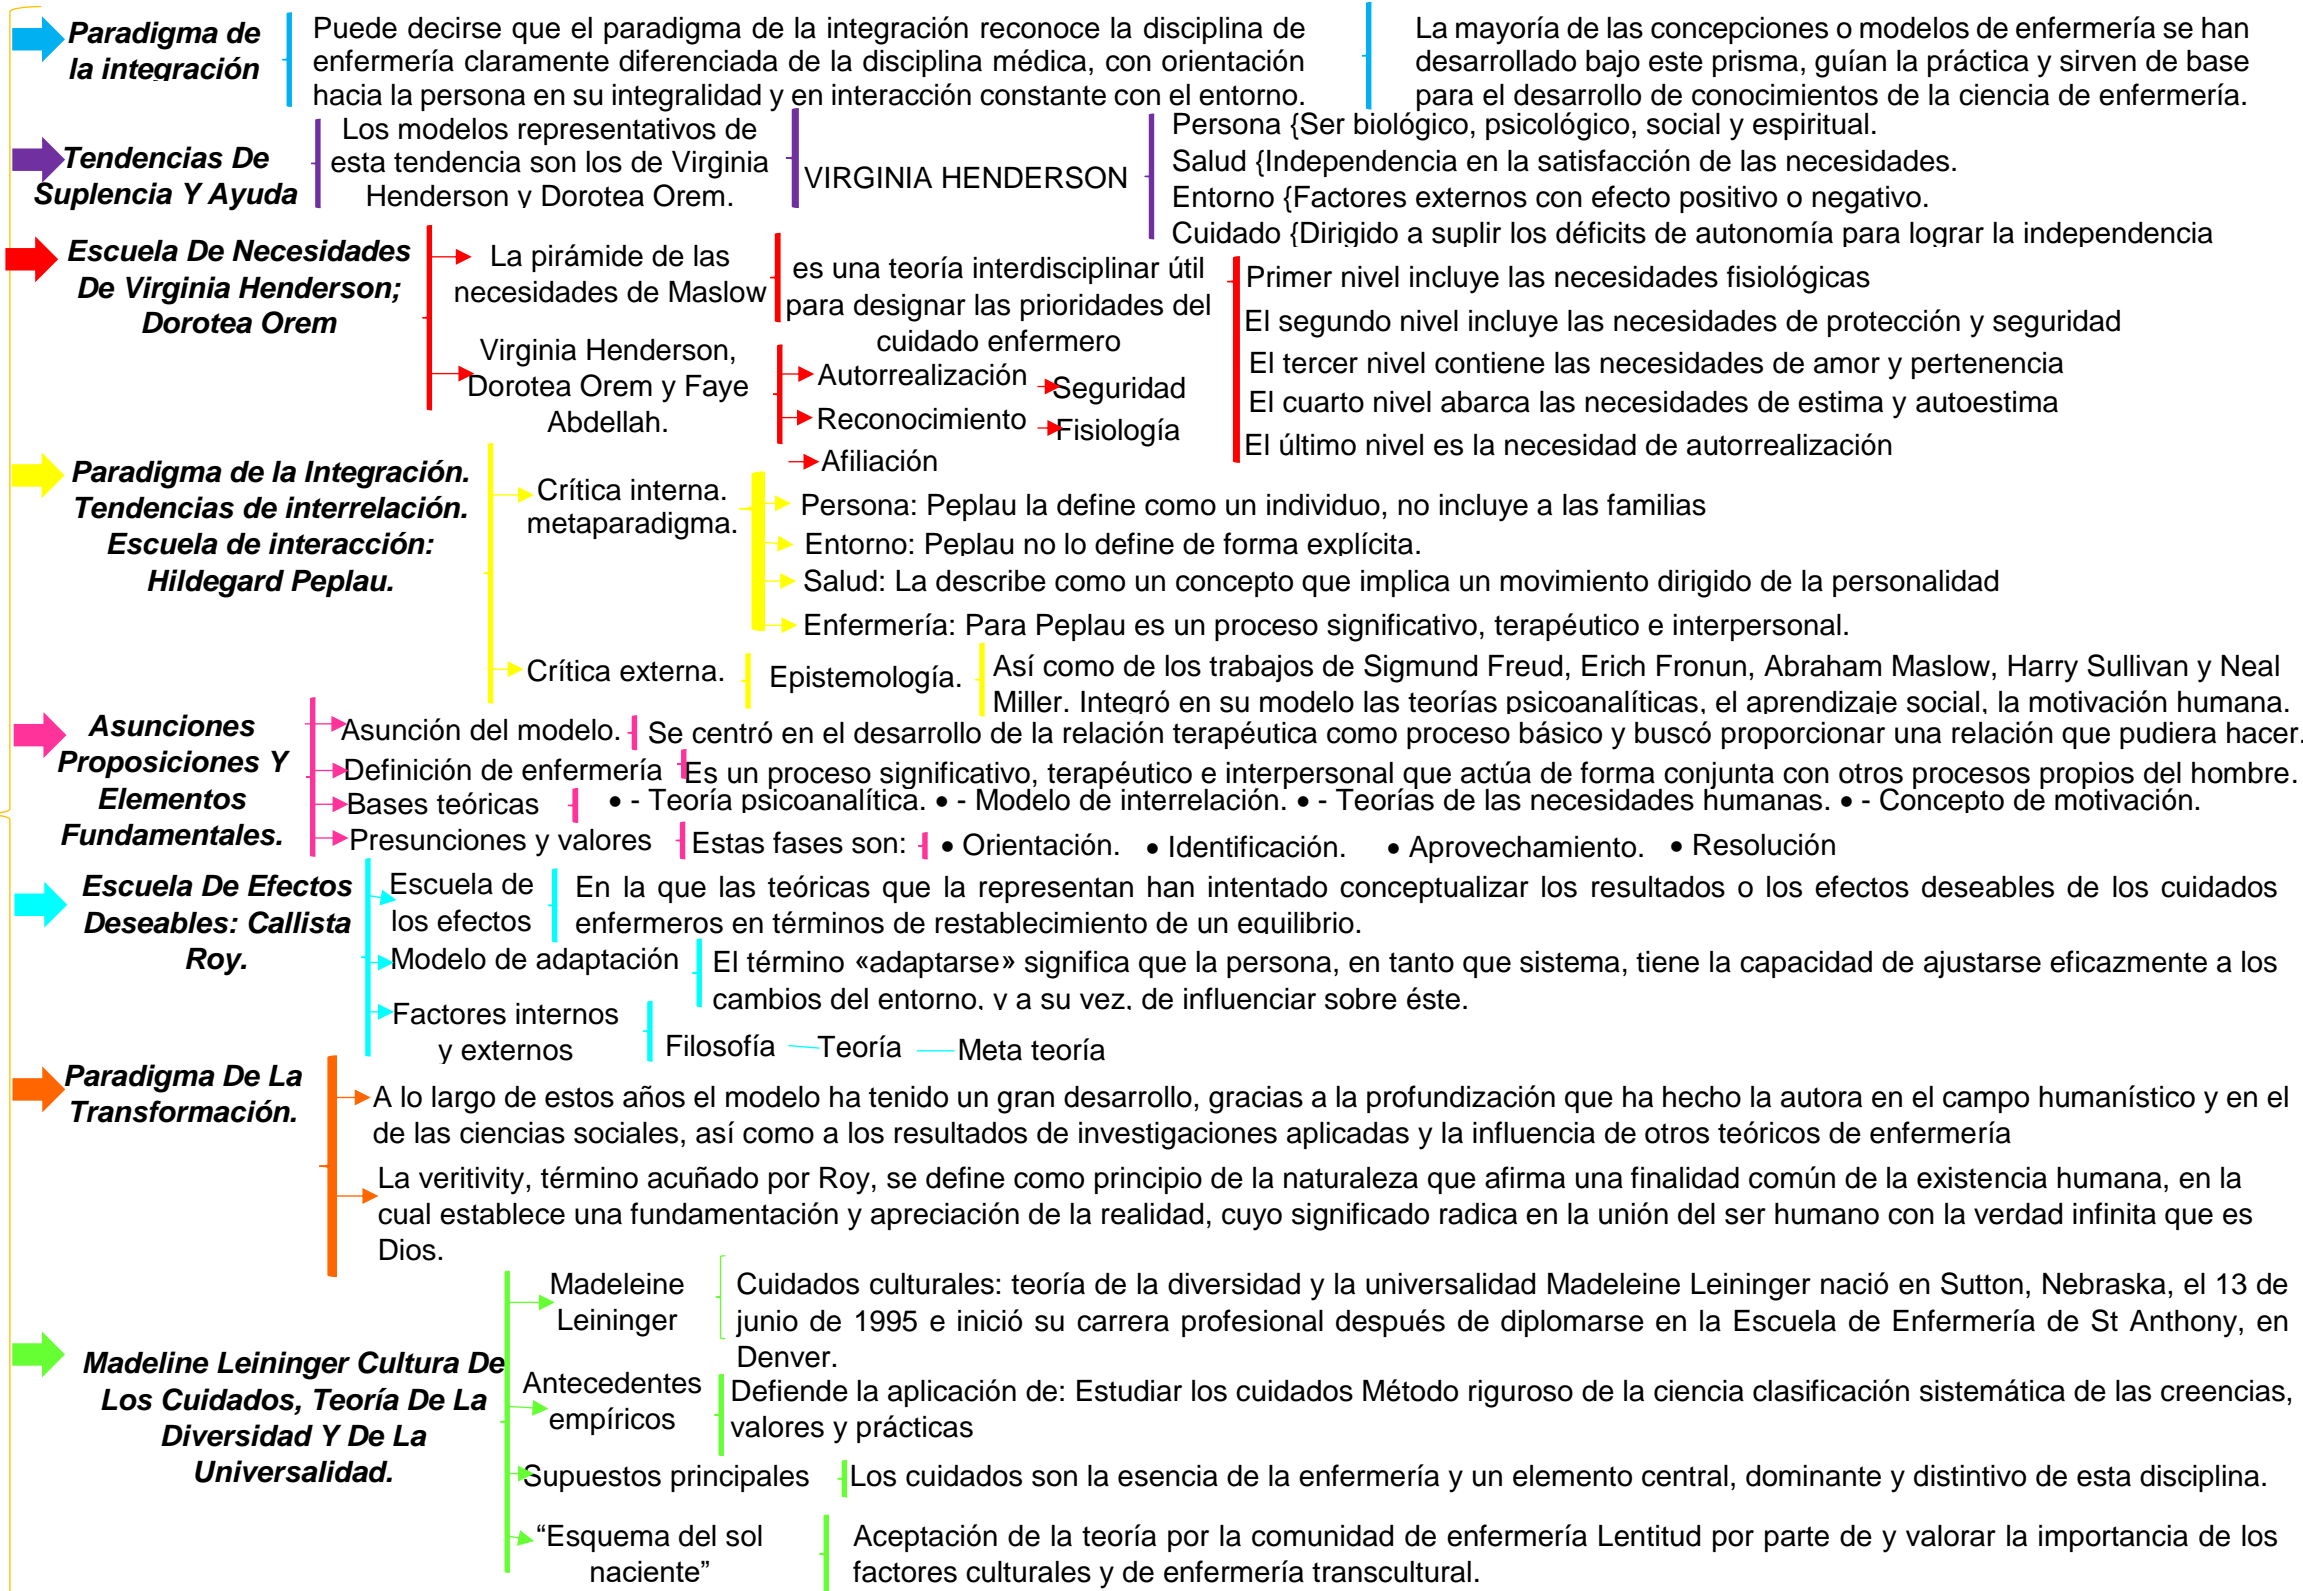 Paradigma de
la integración
Puede decirse que el paradigma de la integración reconoce la disciplina de
enfermería claramente diferenciada de la disciplina médica, con orientación
hacia la persona en su integralidad y en interacción constante con el entorno.
La mayoría de las concepciones o modelos de enfermería se han
desarrollado bajo este prisma, guían la práctica y sirven de base
para el desarrollo de conocimientos de la ciencia de enfermería.
Tendencias De
Suplencia Y Ayuda
Los modelos representativos de
esta tendencia son los de Virginia
Henderson y Dorotea Orem.
VIRGINIA HENDERSON
Persona {Ser biológico, psicológico, social y espiritual.
Salud {Independencia en la satisfacción de las necesidades.
Entorno {Factores externos con efecto positivo o negativo.
Cuidado {Dirigido a suplir los déficits de autonomía para lograr la independencia
Escuela De Necesidades
De Virginia Henderson;
Dorotea Orem
La pirámide de las
necesidades de Maslow
es una teoría interdisciplinar útil
para designar las prioridades del
cuidado enfermero
Primer nivel incluye las necesidades fisiológicas
El segundo nivel incluye las necesidades de protección y seguridad
El tercer nivel contiene las necesidades de amor y pertenencia
El cuarto nivel abarca las necesidades de estima y autoestima
El último nivel es la necesidad de autorrealización
Virginia Henderson,
Dorotea Orem y Faye
Abdellah.
Autorrealización
Seguridad
Reconocimiento
Fisiología
Afiliación
Paradigma de la Integración.
Tendencias de interrelación.
Escuela de interacción:
Hildegard Peplau.
Crítica interna.
metaparadigma.
Persona: Peplau la define como un individuo, no incluye a las familias
Entorno: Peplau no lo define de forma explícita.
Salud: La describe como un concepto que implica un movimiento dirigido de la personalidad
Enfermería: Para Peplau es un proceso significativo, terapéutico e interpersonal.
Crítica externa.
Epistemología.
Así como de los trabajos de Sigmund Freud, Erich Fronun, Abraham Maslow, Harry Sullivan y Neal
Miller. Integró en su modelo las teorías psicoanalíticas, el aprendizaje social, la motivación humana.
Asunciones
Proposiciones Y
Elementos
Fundamentales.
Asunción del modelo.
Se centró en el desarrollo de la relación terapéutica como proceso básico y buscó proporcionar una relación que pudiera hacer.
Definición de enfermería
Es un proceso significativo, terapéutico e interpersonal que actúa de forma conjunta con otros procesos propios del hombre.
Bases teóricas
• - Teoría psicoanalítica. • - Modelo de interrelación. • - Teorías de las necesidades humanas. • - Concepto de motivación.
Presunciones y valores
Estas fases son:
• Orientación. • Identificación. • Aprovechamiento. • Resolución
Escuela De Efectos
Deseables: Callista
Roy.
Escuela de
los efectos
En la que las teóricas que la representan han intentado conceptualizar los resultados o los efectos deseables de los cuidados
enfermeros en términos de restablecimiento de un equilibrio.
Modelo de adaptación
El término «adaptarse» significa que la persona, en tanto que sistema, tiene la capacidad de ajustarse eficazmente a los
cambios del entorno, y a su vez, de influenciar sobre éste.
Factores internos
y externos
Filosofía
Teoría
Meta teoría
Paradigma De La
Transformación.
A lo largo de estos años el modelo ha tenido un gran desarrollo, gracias a la profundización que ha hecho la autora en el campo humanístico y en el
de las ciencias sociales, así como a los resultados de investigaciones aplicadas y la influencia de otros teóricos de enfermería
La veritivity, término acuñado por Roy, se define como principio de la naturaleza que afirma una finalidad común de la existencia humana, en la
cual establece una fundamentación y apreciación de la realidad, cuyo significado radica en la unión del ser humano con la verdad infinita que es
Dios.
Madeline Leininger Cultura De
Los Cuidados, Teoría De La
Diversidad Y De La
Universalidad.
Madeleine
Leininger
Cuidados culturales: teoría de la diversidad y la universalidad Madeleine Leininger nació en Sutton, Nebraska, el 13 de
junio de 1995 e inició su carrera profesional después de diplomarse en la Escuela de Enfermería de St Anthony, en
Denver.
Antecedentes
empíricos
Defiende la aplicación de: Estudiar los cuidados Método riguroso de la ciencia clasificación sistemática de las creencias,
valores y prácticas
Supuestos principales
Los cuidados son la esencia de la enfermería y un elemento central, dominante y distintivo de esta disciplina.
“Esquema del sol
naciente”
Aceptación de la teoría por la comunidad de enfermería Lentitud por parte de y valorar la importancia de los
factores culturales y de enfermería transcultural.